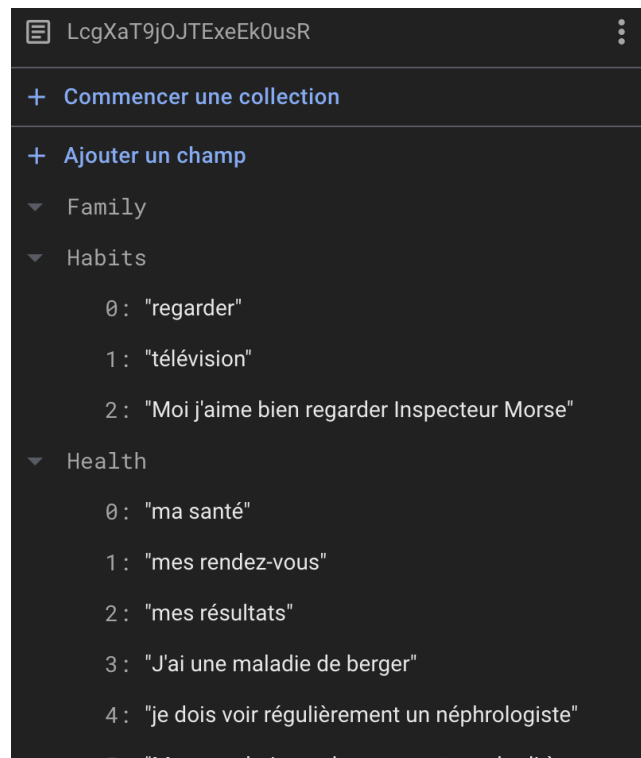 LcgXaT9jOJTExeEk0usR
+ Commencer une collection
+ Ajouter un champ
Family
Habits
0: "regarder"
1: "télévision"
2: "Moi j'aime bien regarder Inspecteur Morse"
Health
0: "ma santé"
1: "mes rendez-vous"
2: "mes résultats"
3: "J'ai une maladie de berger"
4: "je dois voir régulièrement un néphrologiste"